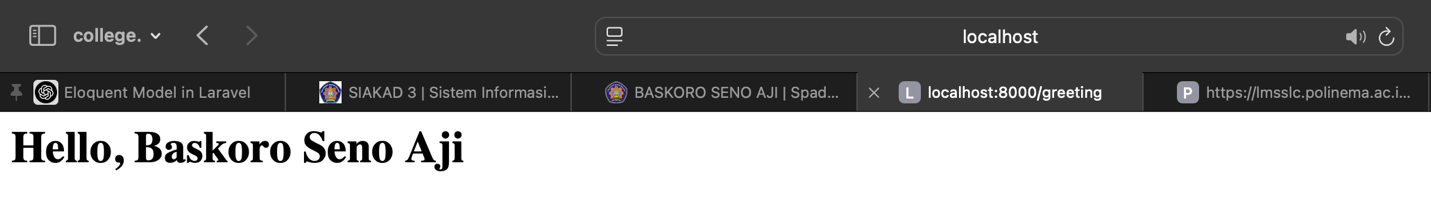 college.
localhost
Eloquent Model in Laravel
SIAKAD 3 | Sistem Informasi...
BASKORO SENO AJI | Spad...
L
localhost:8000/greeting
P
https://lmsslc.polinema.ac.i...
Hello, Baskoro Seno Aji